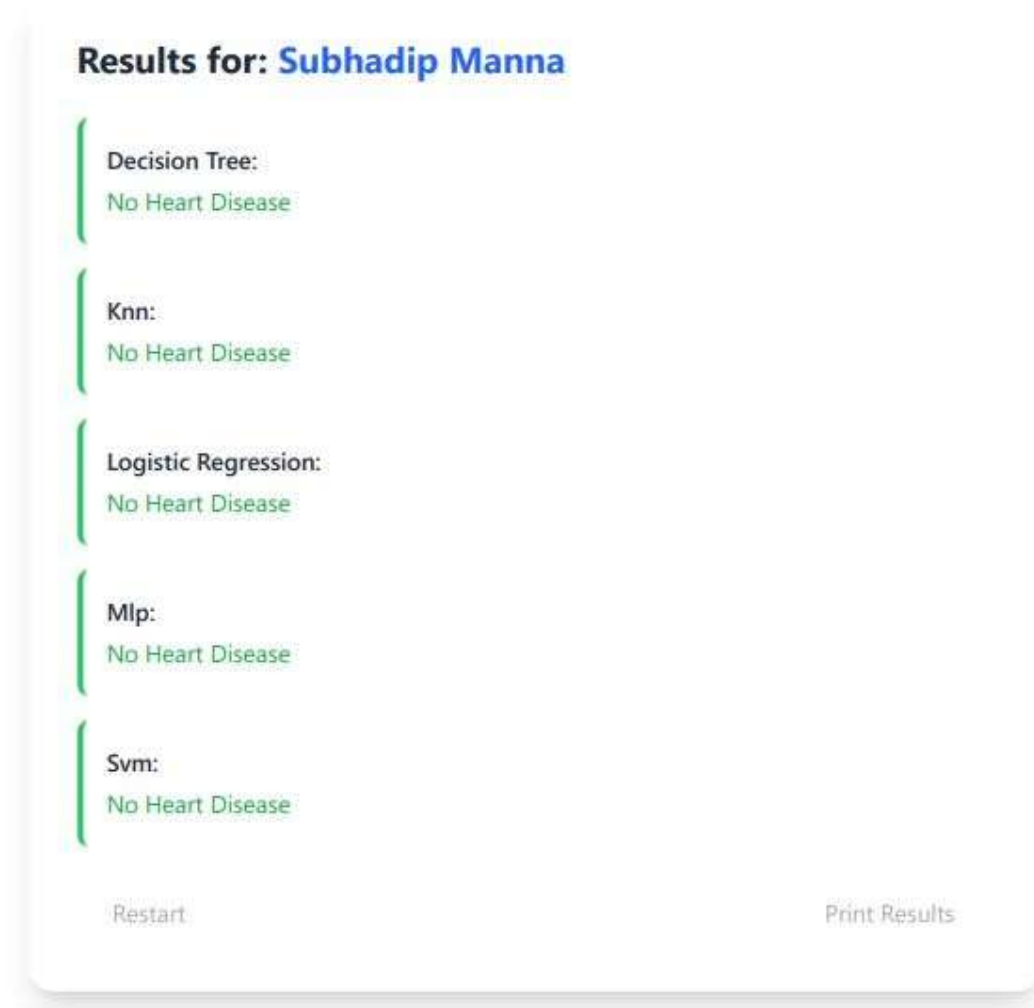 Results for: Subhadip Manna
Decision Tree:
No Heart Disease
Knn:
No Heart Disease
Logistic Regression:
No Heart Disease
Mlp:
No Heart Disease
Svm:
No Heart Disease
Restart
Print Results